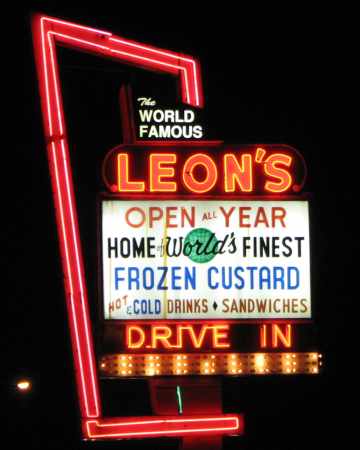 The
WORLD
FAMOUS
LEON'S
OPEN ALL YEAR
HOME of World's FINEST
FROZEN CUSTARD
HOT & COLD DRINKS • SANDWICHES
DRIVE IN